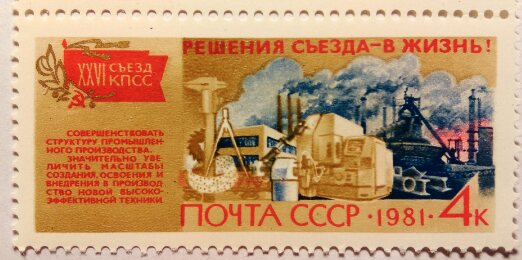 РЕШЕНИЯ СЪЕЗДА-В ЖИЗНЬ!
XXVI СЪЕЗД
КПСС
СОВЕРШЕНСТВОВАТЬ
СТРУКТУРУ ПРОМЫШЛЕН-
НОГО ПРОИЗВОДСТВА.
ЗНАЧИТЕЛЬНО УВЕ-
ЛИЧИТЬ МАСШТАБЫ
СОЗДАНИЯ, ОСВОЕНИЯ И
ВНЕДРЕНИЯ В ПРОИЗВОД-
СТВО НОВОЙ ВЫСОКО-
ЭФФЕКТИВНОЙ ТЕХНИКИ
ПОЧТА СССР·1981·4К